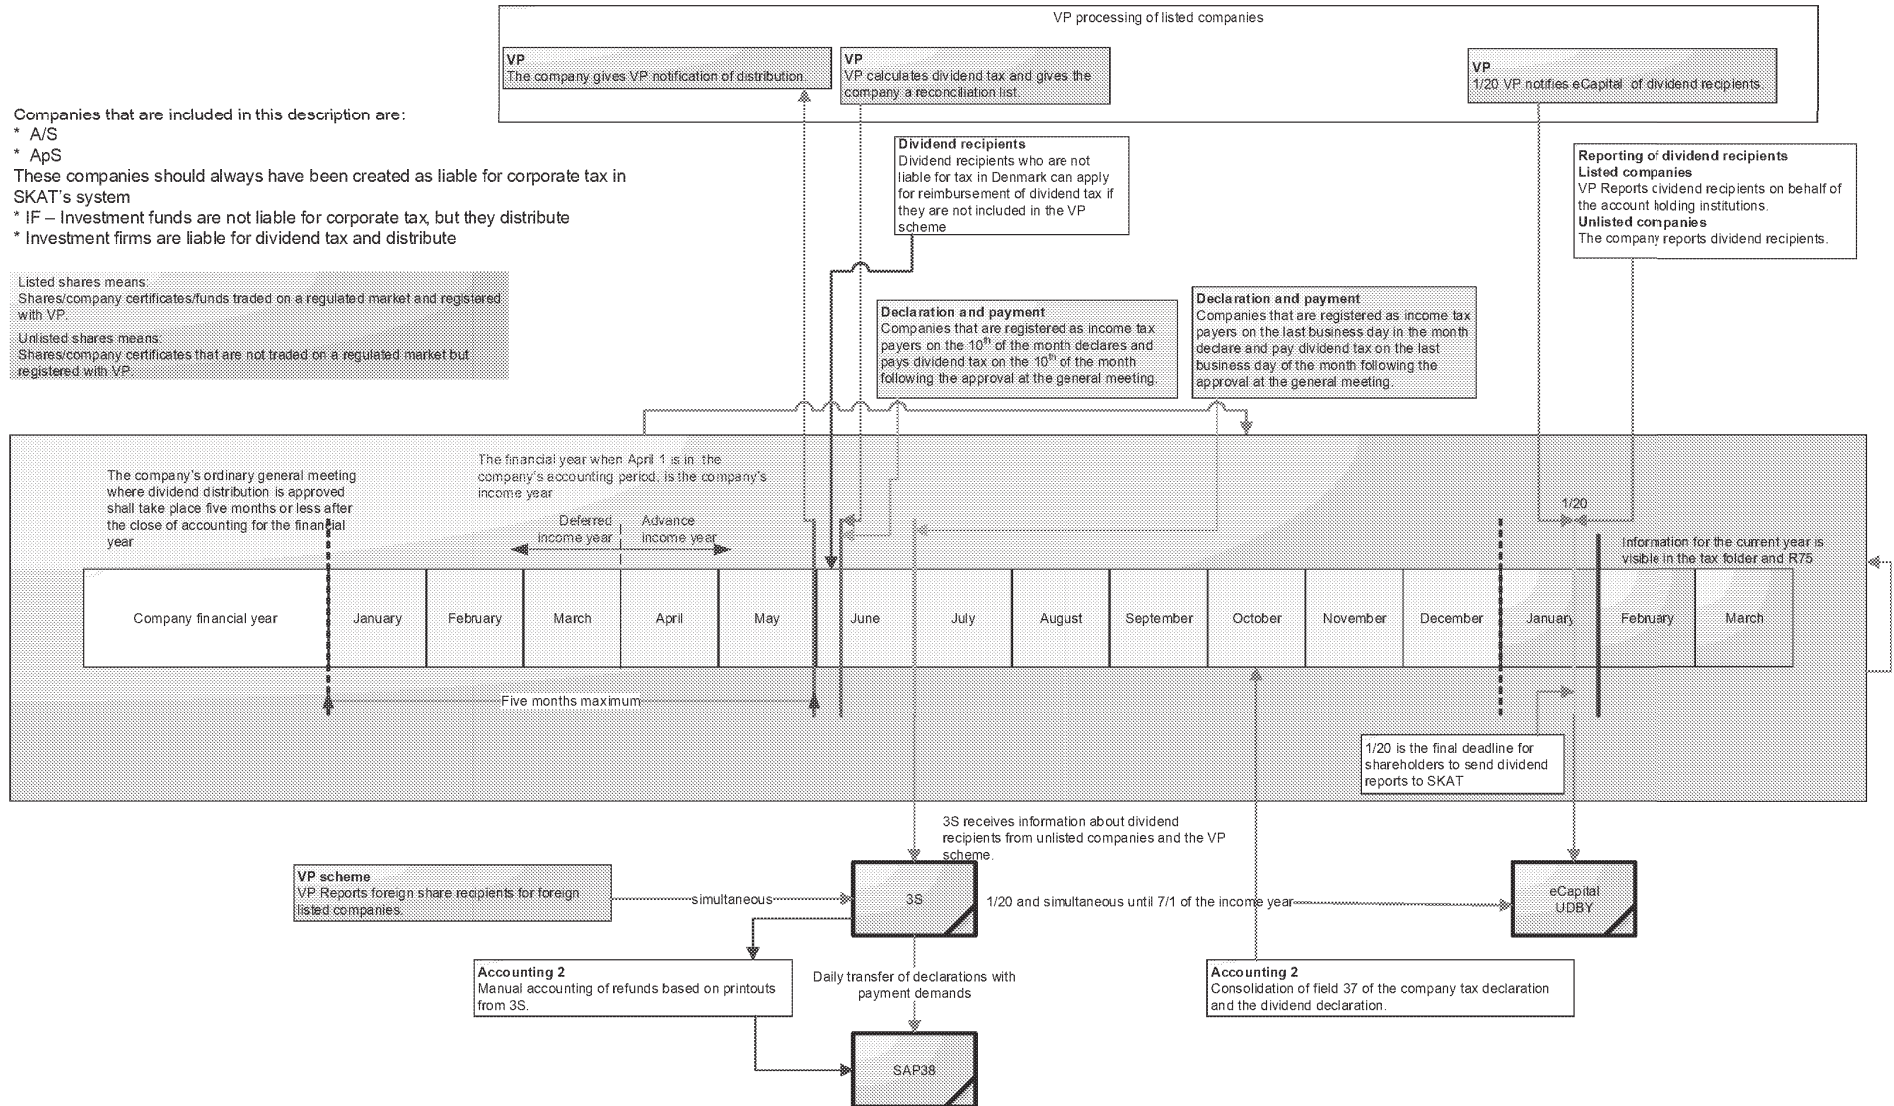 VP processing of listed companies
VP
The company gives VP notification of distribution.
VP
VP calculates dividend tax and gives the
company a reconciliation list.
VP
1/20 VP notifies eCapital of dividend recipients.
Companies that are included in this description are:
* A/S
* ApS
These companies should always have been created as liable for corporate tax in
SKAT's system
* IF – Investment funds are not liable for corporate tax, but they distribute
* Investment firms are liable for dividend tax and distribute
Dividend recipients
Dividend recipients who are not
liable for tax in Denmark can apply
for reimbursement of dividend tax if
they are not included in the VP
scheme
Reporting of dividend recipients
Listed companies
VP Reports dividend recipients on behalf of
the account holding institutions.
Unlisted companies
The company reports dividend recipients.
Listed shares means:
Shares/company certificates/funds traded on a regulated market and registered
with VP.
Unlisted shares means:
Shares/company certificates that are not traded on a regulated market but
registered with VP.
Declaration and payment
Companies that are registered as income tax
payers on the 10th of the month declares and
pays dividend tax on the 10th of the month
following the approval at the general meeting.
Declaration and payment
Companies that are registered as income tax
payers on the last business day in the month
declare and pay dividend tax on the last
business day of the month following the
approval at the general meeting.
The company's ordinary general meeting
where dividend distribution is approved
shall take place five months or less after
the close of accounting for the financial
year
The financial year when April 1 is in the
company's accounting period, is the company's
income year
Deferred
income year
Advance
income year
1/20
Information for the current year is
visible in the tax folder and R75
Company financial year
January
February
March
April
May
June
July
August
September
October
November
December
January
February
March
Five months maximum
1/20 is the final deadline for
shareholders to send dividend
reports to SKAT
3S receives information about dividend
recipients from unlisted companies and the VP
scheme.
VP scheme
VP Reports foreign share recipients for foreign
listed companies.
simultaneous
3S
1/20 and simultaneous until 7/1 of the income year
eCapital
UDBY
Accounting 2
Manual accounting of refunds based on printouts
from 3S.
Daily transfer of declarations with
payment demands
Accounting 2
Consolidation of field 37 of the company tax declaration
and the dividend declaration.
SAP38